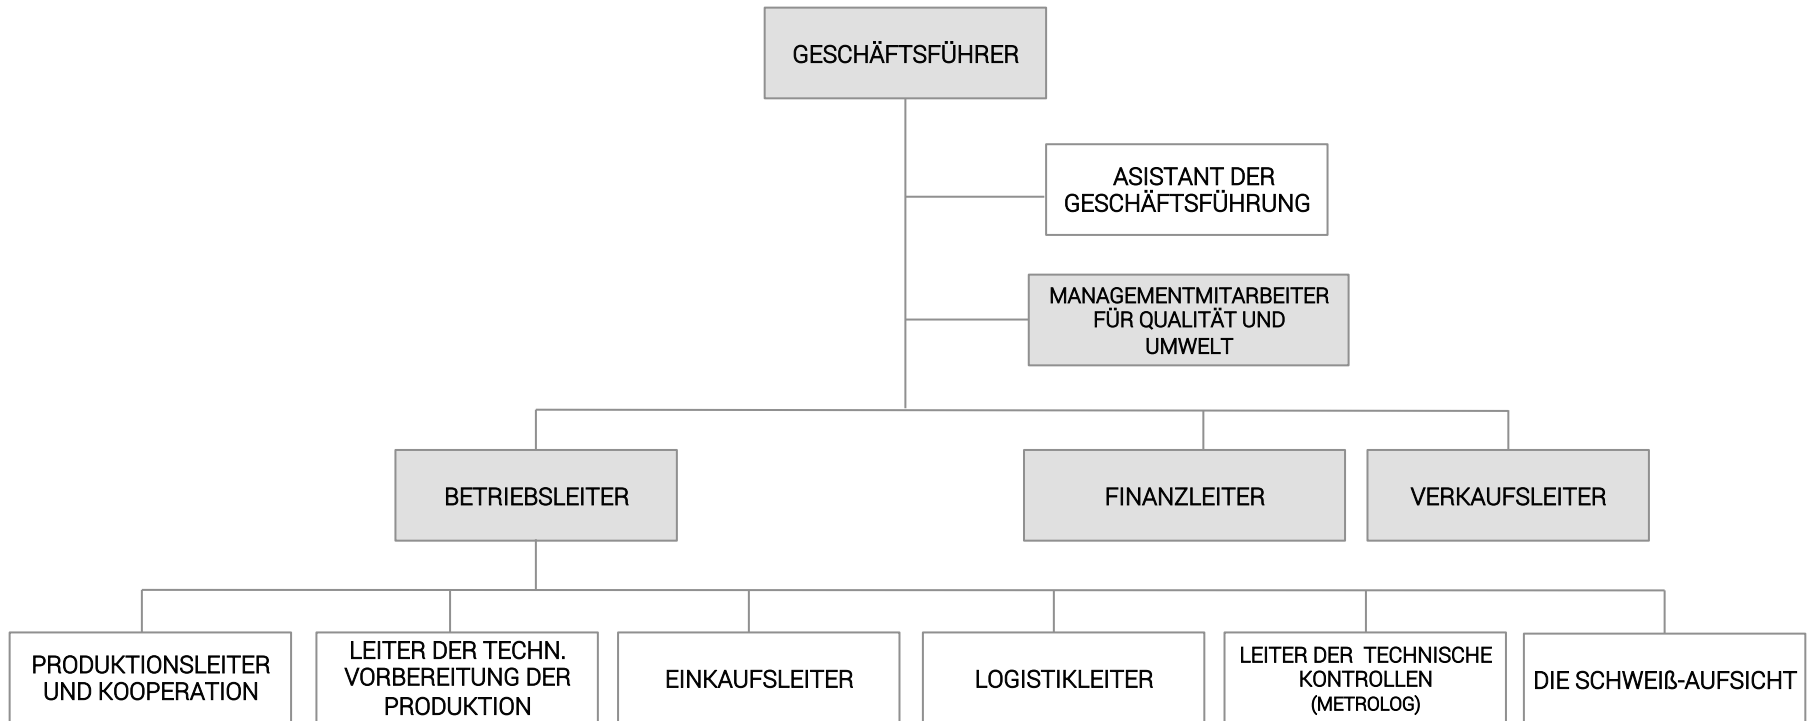 GESCHÄFTSFÜHRER
ASISTANT DER
GESCHÄFTSFÜHRUNG
MANAGEMENTMITARBEITER
FÜR QUALITÄT UND
UMWELT
BETRIEBSLEITER
FINANZLEITER
VERKAUFSLEITER
PRODUKTIONSLEITER
UND KOOPERATION
LEITER DER TECHN.
VORBEREITUNG DER
PRODUKTION
EINKAUFSLEITER
LOGISTIKLEITER
LEITER DER TECHNISCHE
KONTROLLEN
(METROLOG)
DIE SCHWEIß-AUFSICHT